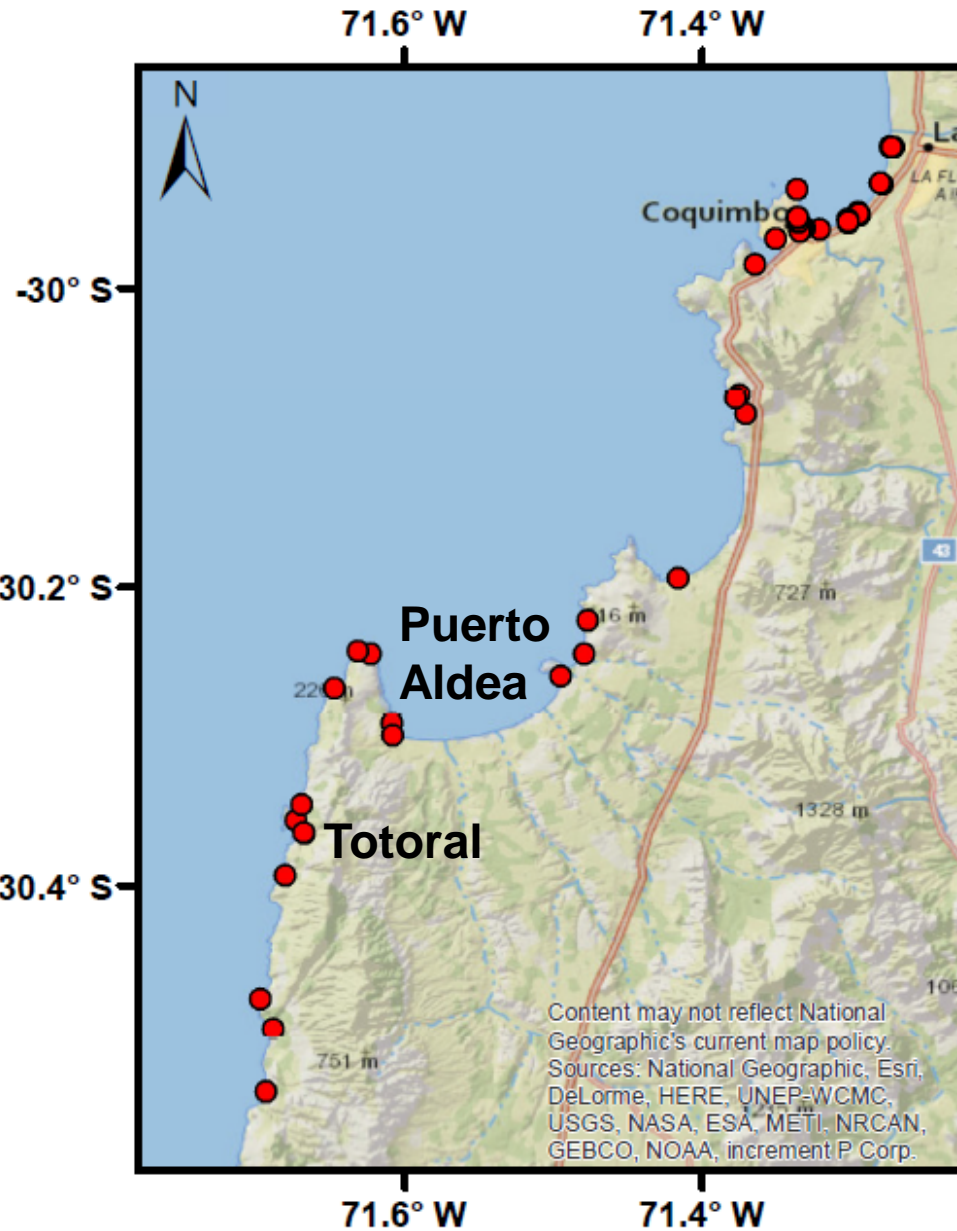 71.6° W
71.4° W
N
La
LA FL
A
Coquimbo
-30° S
43
30.2° S
727 m
16 m
Puerto
Aldea
22 m
1328 m
Totoral
30.4° S
106
Content may not reflect National
Geographic's current map policy.
751 m
Sources: National Geographic, Esri,
DeLorme, HERE, UNEP-WCMC,
USGS, NASA, ESA, METI, NRCAN,
GEBCO, NOAA, increment P Corp.
71.6° W
71.4° W